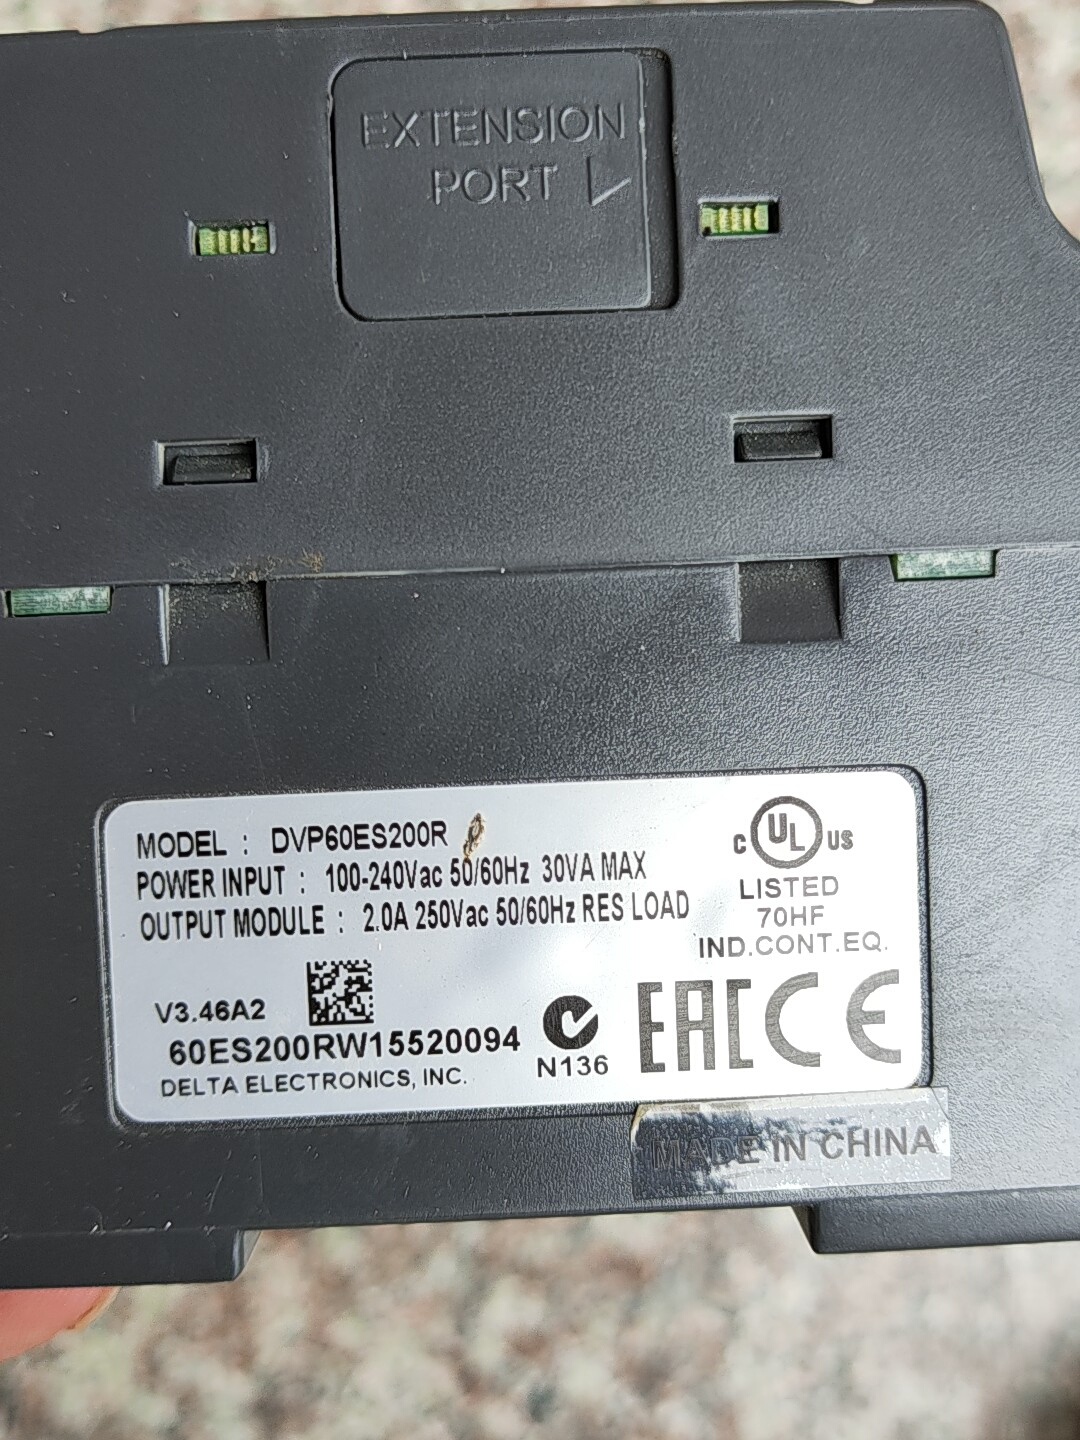 EXTENSION
PORT
MODEL : DVP60ES200R
POWER INPUT : 100-240Vac 50/60Hz 30VA MAX
OUTPUT MODULE : 2.0A 250Vac 50/60Hz RES LOAD
C UL US
LISTED
70HF
IND.CONT.EQ.
V3.46A2
60ES200RW15520094
DELTA ELECTRONICS, INC.
N136
EAC CE
MADE IN CHINA